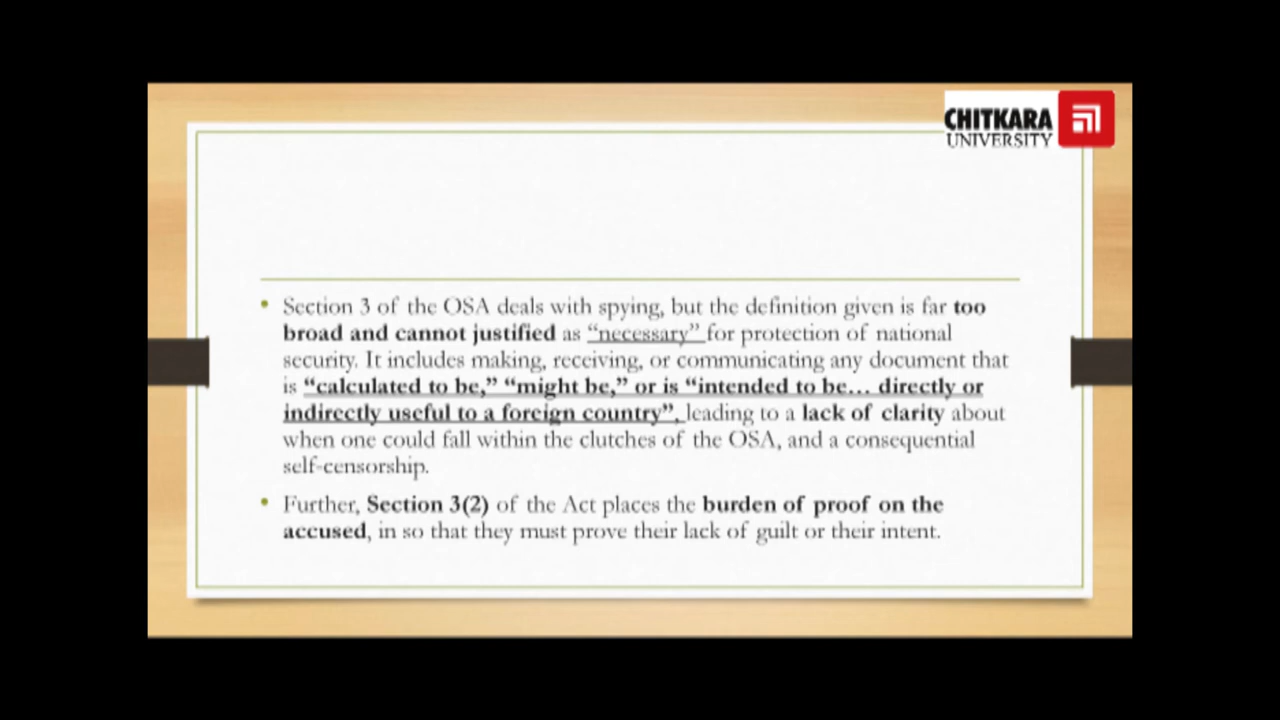 CHITKARA
UNIVERSITY
• Section 3 of the OSA deals with spying, but the definition given is far too
broad and cannot justified as “necessary” for protection of national
security. It includes making, receiving, or communicating any document that
is “calculated to be,” “might be,” or is “intended to be… directly or
indirectly useful to a foreign country”, leading to a lack of clarity about
when one could fall within the clutches of the OSA, and a consequential
self-censorship.
• Further, Section 3(2) of the Act places the burden of proof on the
accused, in so that they must prove their lack of guilt or their intent.